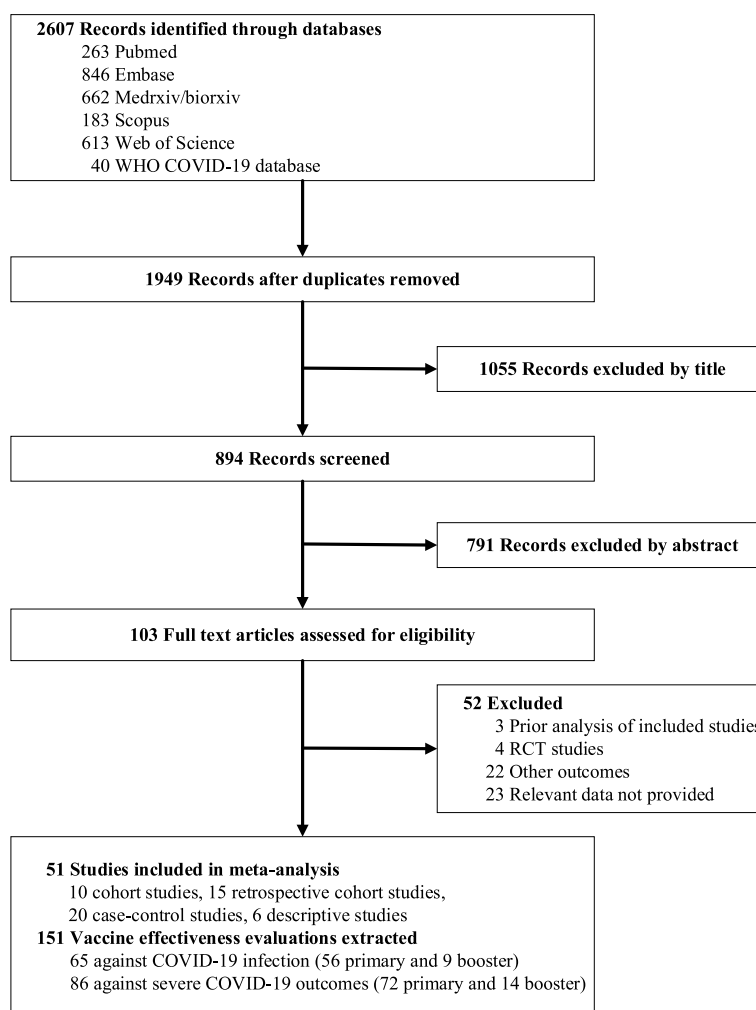 2607 Records identified through databases
263 Pubmed
846 Embase
662 Medrxiv/biorxiv
183 Scopus
613 Web of Science
40 WHO COVID-19 database
1949 Records after duplicates removed
1055 Records excluded by title
894 Records screened
791 Records excluded by abstract
103 Full text articles assessed for eligibility
52 Excluded
3 Prior analysis of included studies
4 RCT studies
22 Other outcomes
23 Relevant data not provided
51 Studies included in meta-analysis
10 cohort studies, 15 retrospective cohort studies,
20 case-control studies, 6 descriptive studies
151 Vaccine effectiveness evaluations extracted
65 against COVID-19 infection (56 primary and 9 booster)
86 against severe COVID-19 outcomes (72 primary and 14 booster)